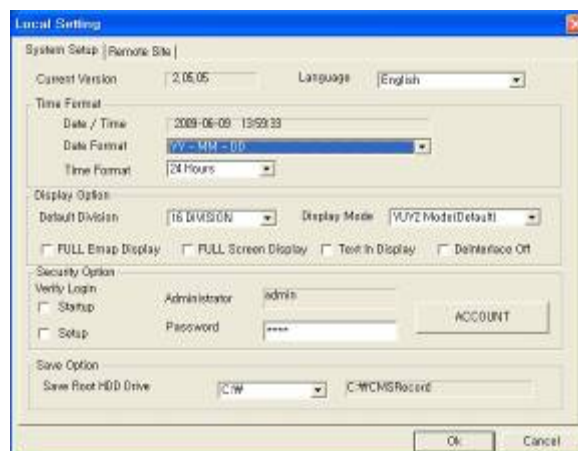 Local Setting
System Setup Remote Site
Current Version 2,05,05 Language English
Time Format
Date / Time 2009-06-09 13:59:33
Date Format YY - MM - DD
Time Format 24 Hours
Display Option
Default Division 16 DIVISION Display Mode YUY2 Mode(Default)
FULL Emap Display FULL Screen Display Text In Display Deinterlace Off
Security Option
Verify Login
Startup Administrator admin
Setup Password ****
ACCOUNT
Save Option
Save Root HDD Drive C:₩ C:₩CMSRecord
Ok Cancel